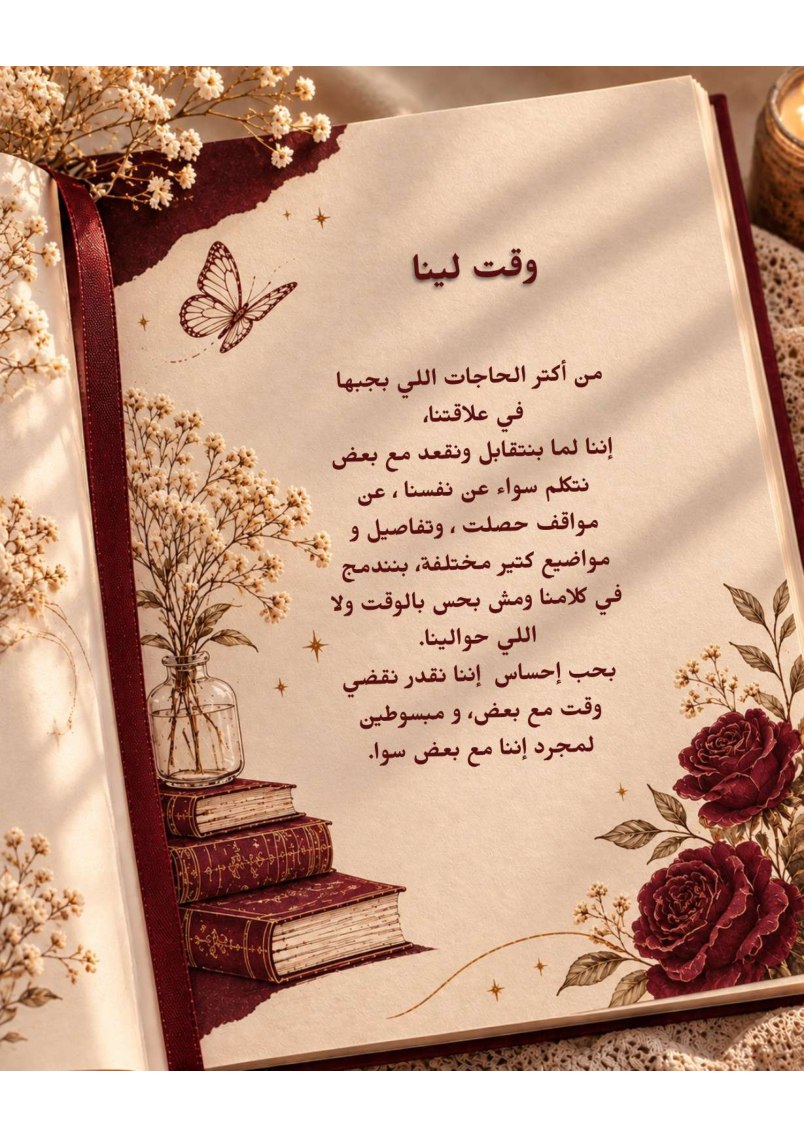 وقت لينا
من أكتر الحاجات اللي بجبها
في علاقتنا،
إننا لما بنتقابل ونقعد مع بعض
نتكلم سواء عن نفسنا ، عن
مواقف حصلت ، وتفاصيل و
مواضيع كتير مختلفة، بنندمج
في كلامنا ومش بحس بالوقت ولا
اللي حوالينا.
بحب إحساس إننا نقدر نقضي
وقت مع بعض، و مبسوطين
لمجرد إننا مع بعض سوا.